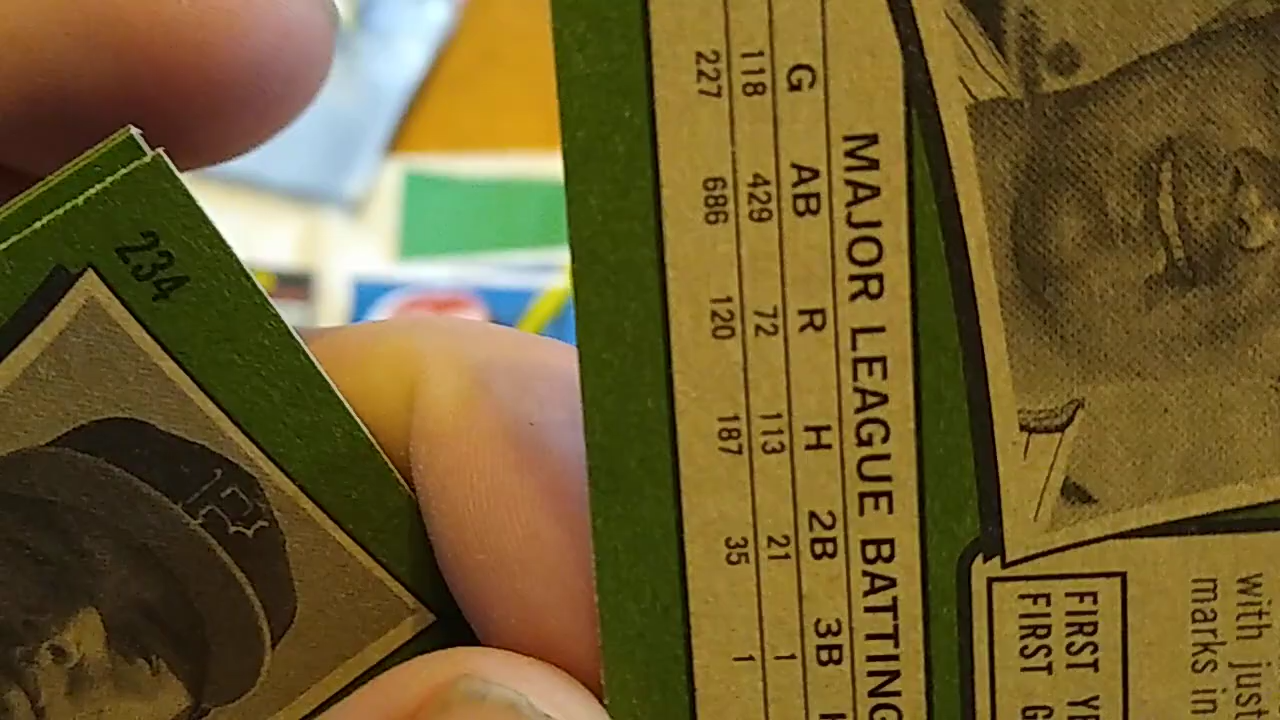 234
P
MAJOR LEAGUE BATTING
G AB R H 2B 3B
118 429 72 113 21 1
227 686 120 187 35 1
FIRST
FIRST
with just
marks in